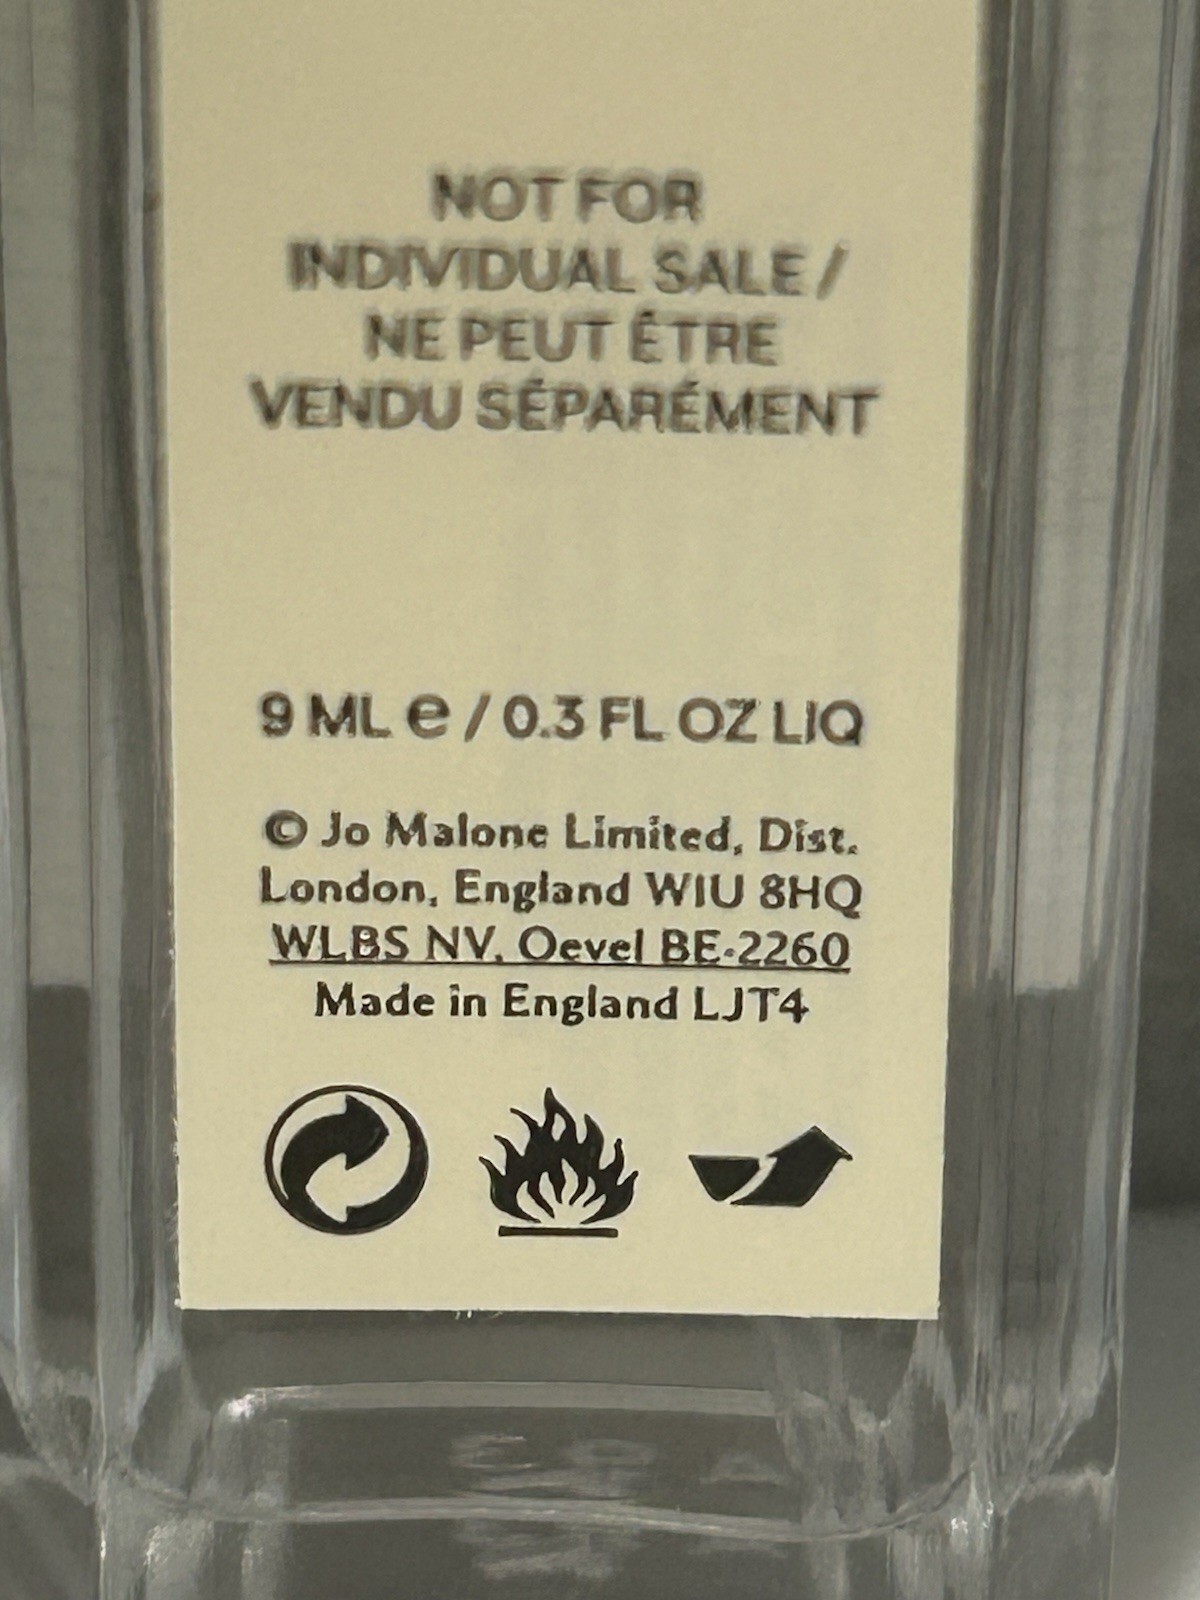 NOT FOR
INDIVIDUAL SALE /
NE PEUT ÊTRE
VENDU SÉPARÉMENT
9 ML e / 0.3 FL OZ LIQ
© Jo Malone Limited, Dist.
London, England W1U 8HQ
WLBS NV, Oevel BE-2260
Made in England LJT4